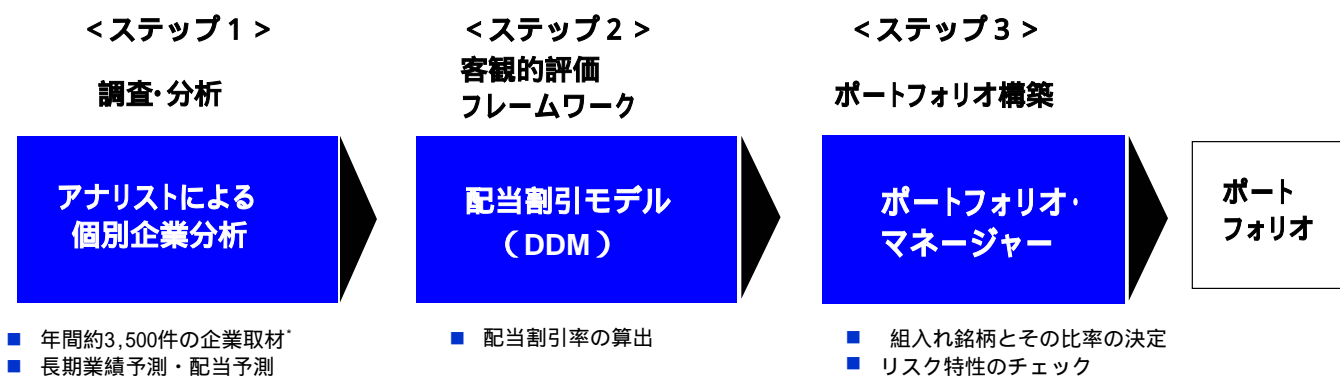 <ステップ1>
調査・分析
アナリストによる
個別企業分析
■ 年間約3,500件の企業取材*
■ 長期業績予測・配当予測
<ステップ2>
客観的評価
フレームワーク
配当割引モデル
(DDM)
■ 配当割引率の算出
<ステップ3>
ポートフォリオ構築
ポートフォリオ・
マネージャー
■ 組入れ銘柄とその比率の決定
■ リスク特性のチェック
ポート
フォリオ